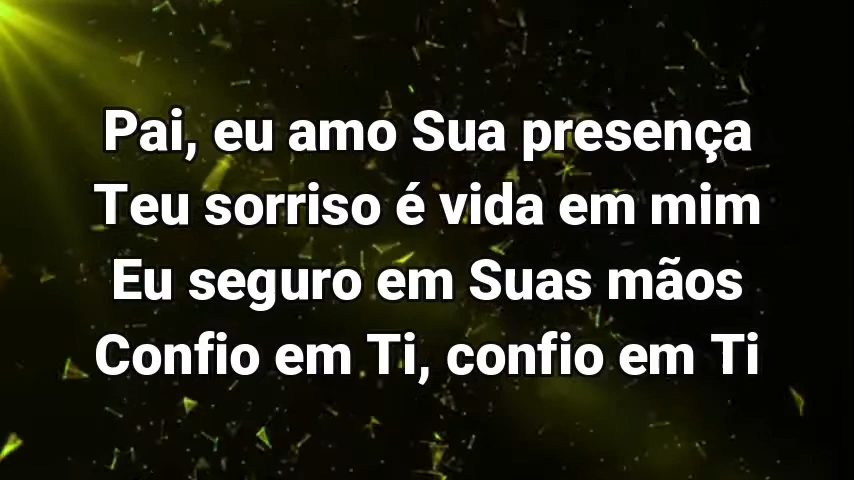 Pai, eu amo Sua presença
Teu sorriso é vida em mim
Eu seguro em Suas mãos
Confio em Ti, confio em Ti